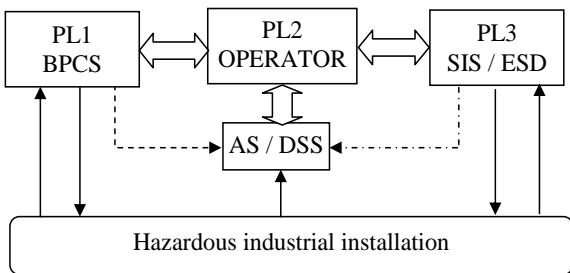 PL1
BPCS
PL2
OPERATOR
PL3
SIS / ESD
AS / DSS
Hazardous industrial installation